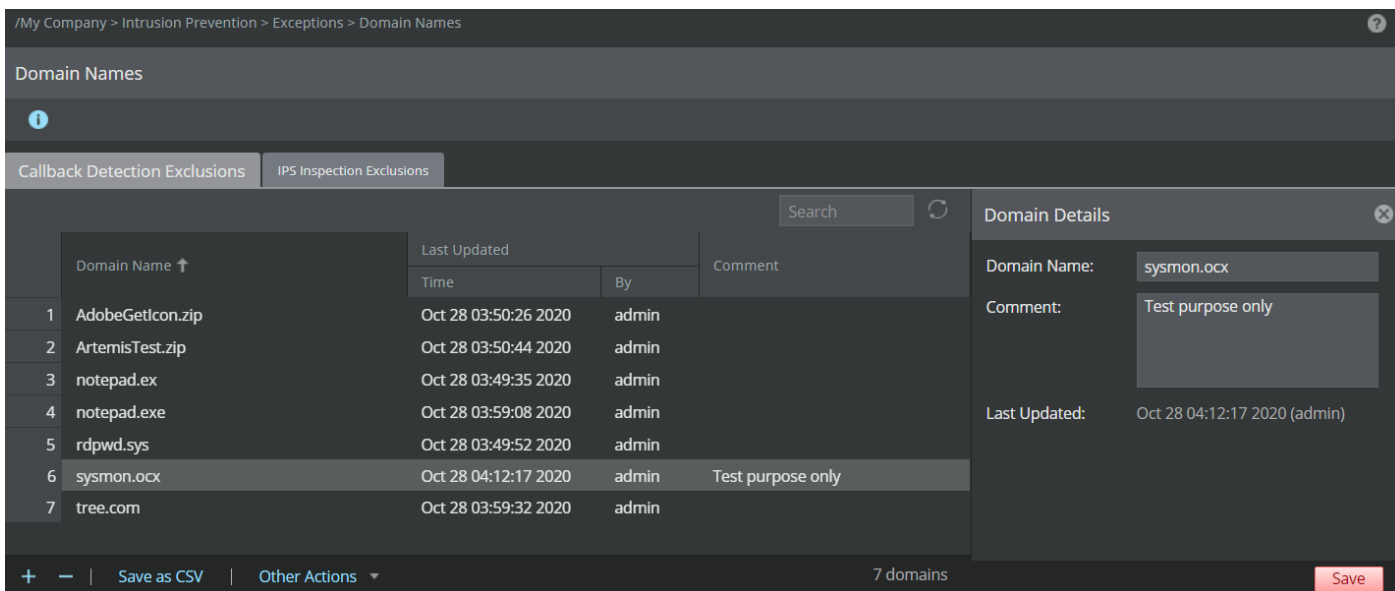 /My Company > Intrusion Prevention > Exceptions > Domain Names
?
Domain Names
i
Callback Detection Exclusions IPS Inspection Exclusions
Search
Domain Details
Domain Name Last Updated Comment
Time By
1 AdobeGetIcon.zip Oct 28 03:50:26 2020 admin
2 ArtemisTest.zip Oct 28 03:50:44 2020 admin
3 notepad.ex Oct 28 03:49:35 2020 admin
4 notepad.exe Oct 28 03:59:08 2020 admin
5 rdpwd.sys Oct 28 03:49:52 2020 admin
6 sysmon.ocx Oct 28 04:12:17 2020 admin Test purpose only
7 tree.com Oct 28 03:59:32 2020 admin
Domain Name: sysmon.ocx
Comment: Test purpose only
Last Updated: Oct 28 04:12:17 2020 (admin)
+ − | Save as CSV | Other Actions 7 domains
Save